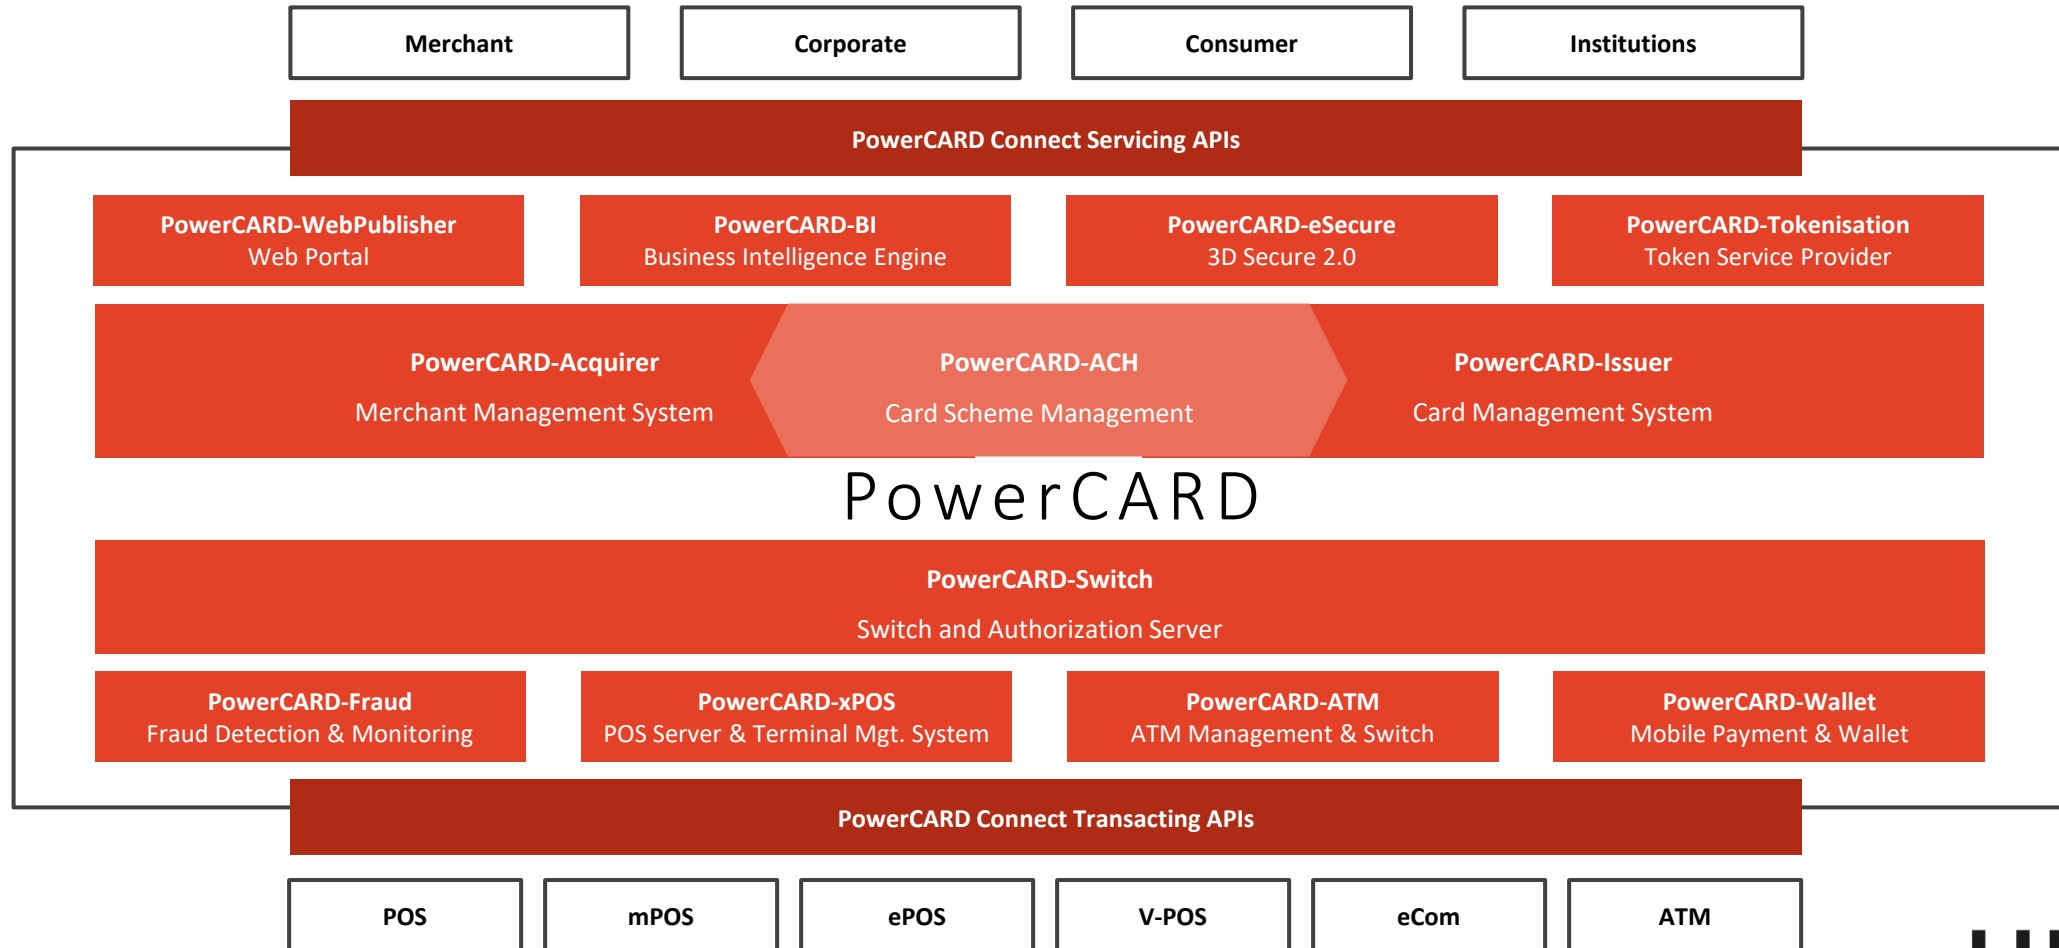 Merchant
Corporate
Consumer
Institutions
PowerCARD Connect Servicing APIs
PowerCARD-WebPublisher
Web Portal
PowerCARD-BI
Business Intelligence Engine
PowerCARD-eSecure
3D Secure 2.0
PowerCARD-Tokenisation
Token Service Provider
PowerCARD-Acquirer
Merchant Management System
PowerCARD-ACH
Card Scheme Management
PowerCARD-Issuer
Card Management System
PowerCARD
PowerCARD-Switch
Switch and Authorization Server
PowerCARD-Fraud
Fraud Detection & Monitoring
PowerCARD-xPOS
POS Server & Terminal Mgt. System
PowerCARD-ATM
ATM Management & Switch
PowerCARD-Wallet
Mobile Payment & Wallet
PowerCARD Connect Transacting APIs
POS
mPOS
ePOS
V-POS
eCom
ATM